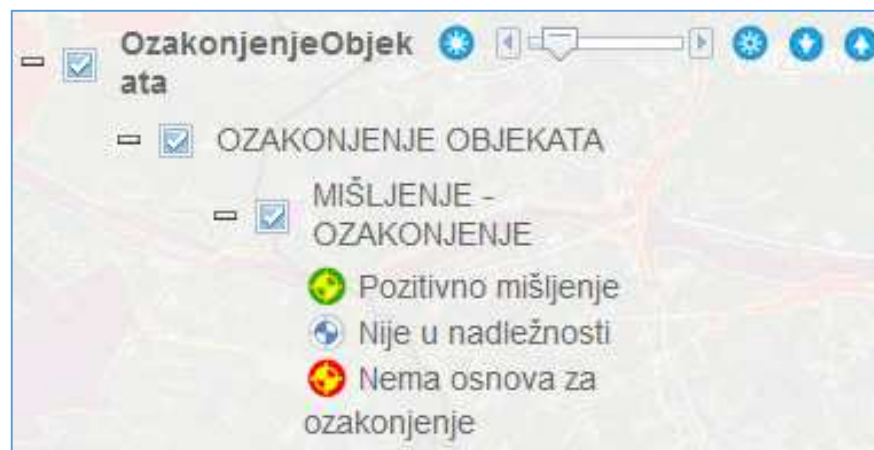 OzakonjenjeObjek
ata
OZAKONJENJE OBJEKATA
MIŠLJENJE -
OZAKONJENJE
Pozitivno mišljenje
Nije u nadležnosti
Nema osnova za
ozakonjenje